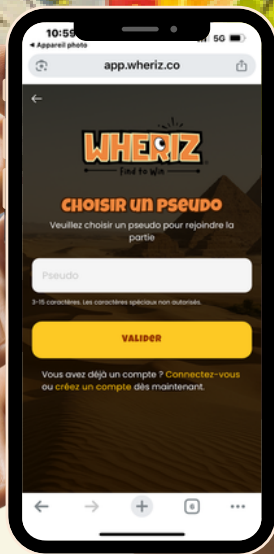 10:59
5G
◂ Appareil photo
app.wheriz.co
WHERIZ
Find to Win
CHOISIR UN PSEUDO
Veuillez choisir un pseudo pour rejoindre la
partie
Pseudo
3-15 caractères. Les caractères spéciaux non autorisés.
VALIDER
Vous avez déjà un compte ? Connectez-vous
ou créez un compte dès maintenant.
6